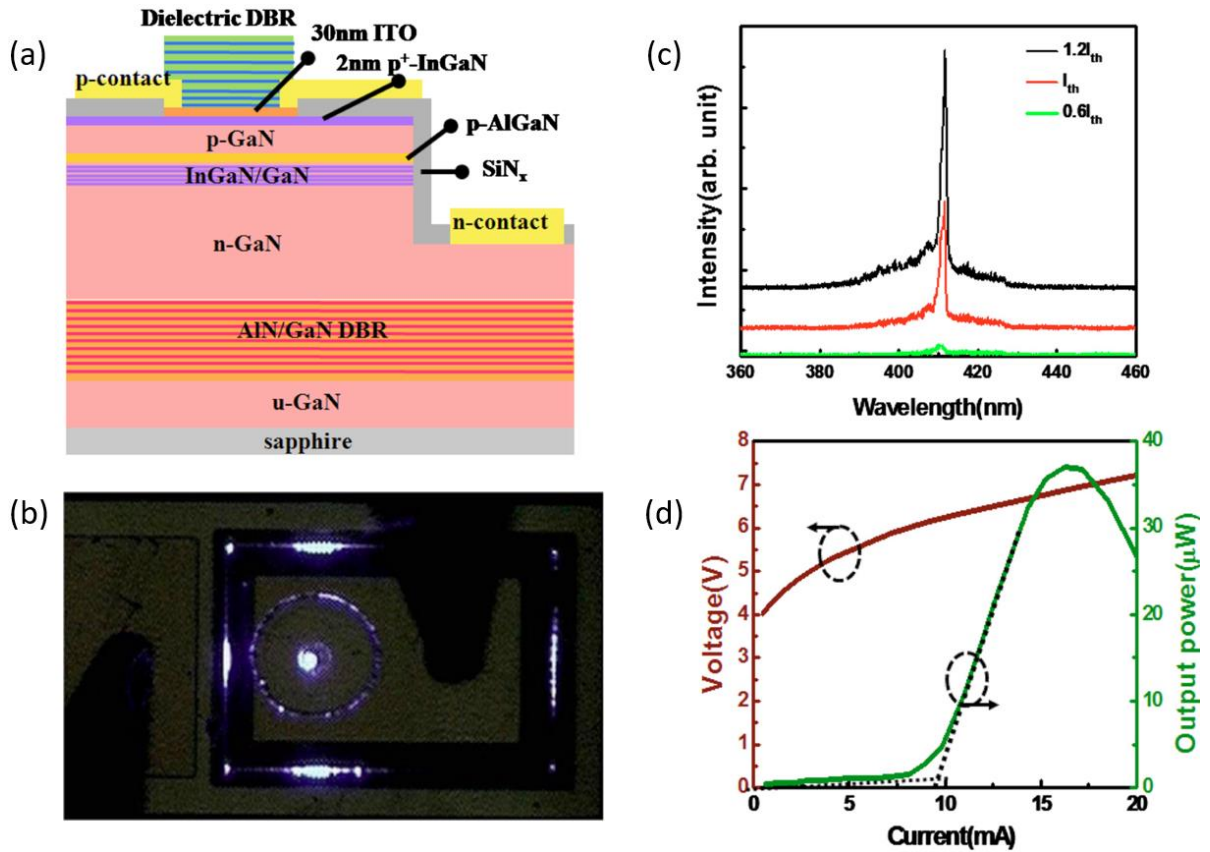 (a)
Dielectric DBR
30nm ITO
2nm p⁺-InGaN
p-contact
p-AlGaN
p-GaN
InGaN/GaN
SiNₓ
n-contact
n-GaN
AlN/GaN DBR
u-GaN
sapphire
(b)
(c)
1.2Iₜₕ
Iₜₕ
0.6Iₜₕ
Intensity(arb. unit)
360 380 400 420 440 460
Wavelength(nm)
(d)
8
7
6
5
4
3
2
1
0
Voltage(V)
40
30
20
10
0
Output power(μW)
0 5 10 15 20
Current(mA)